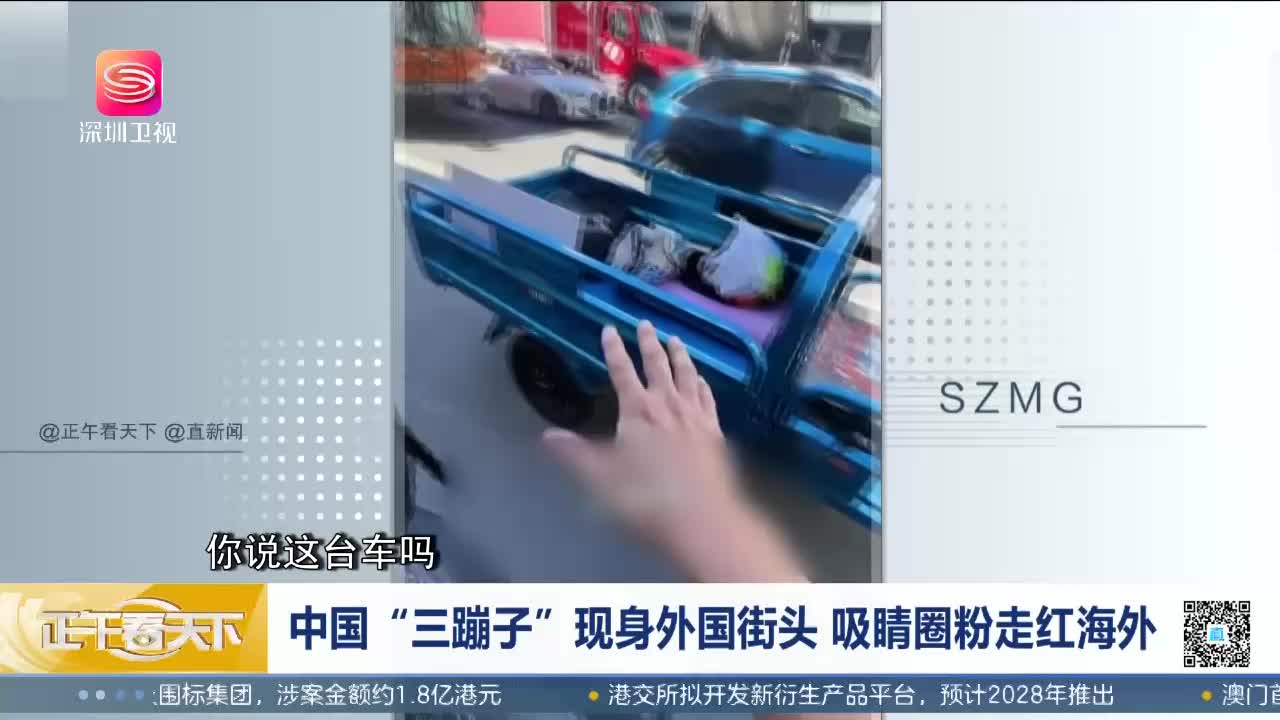 深圳卫视
SZMG
@正午看天下 @直新闻
你说这台车吗
正午看天下
中国“三蹦子”现身外国街头 吸睛圈粉走红海外
直
围标集团，涉案金额约1.8亿港元
港交所拟开发新衍生产品平台，预计2028年推出
澳门首